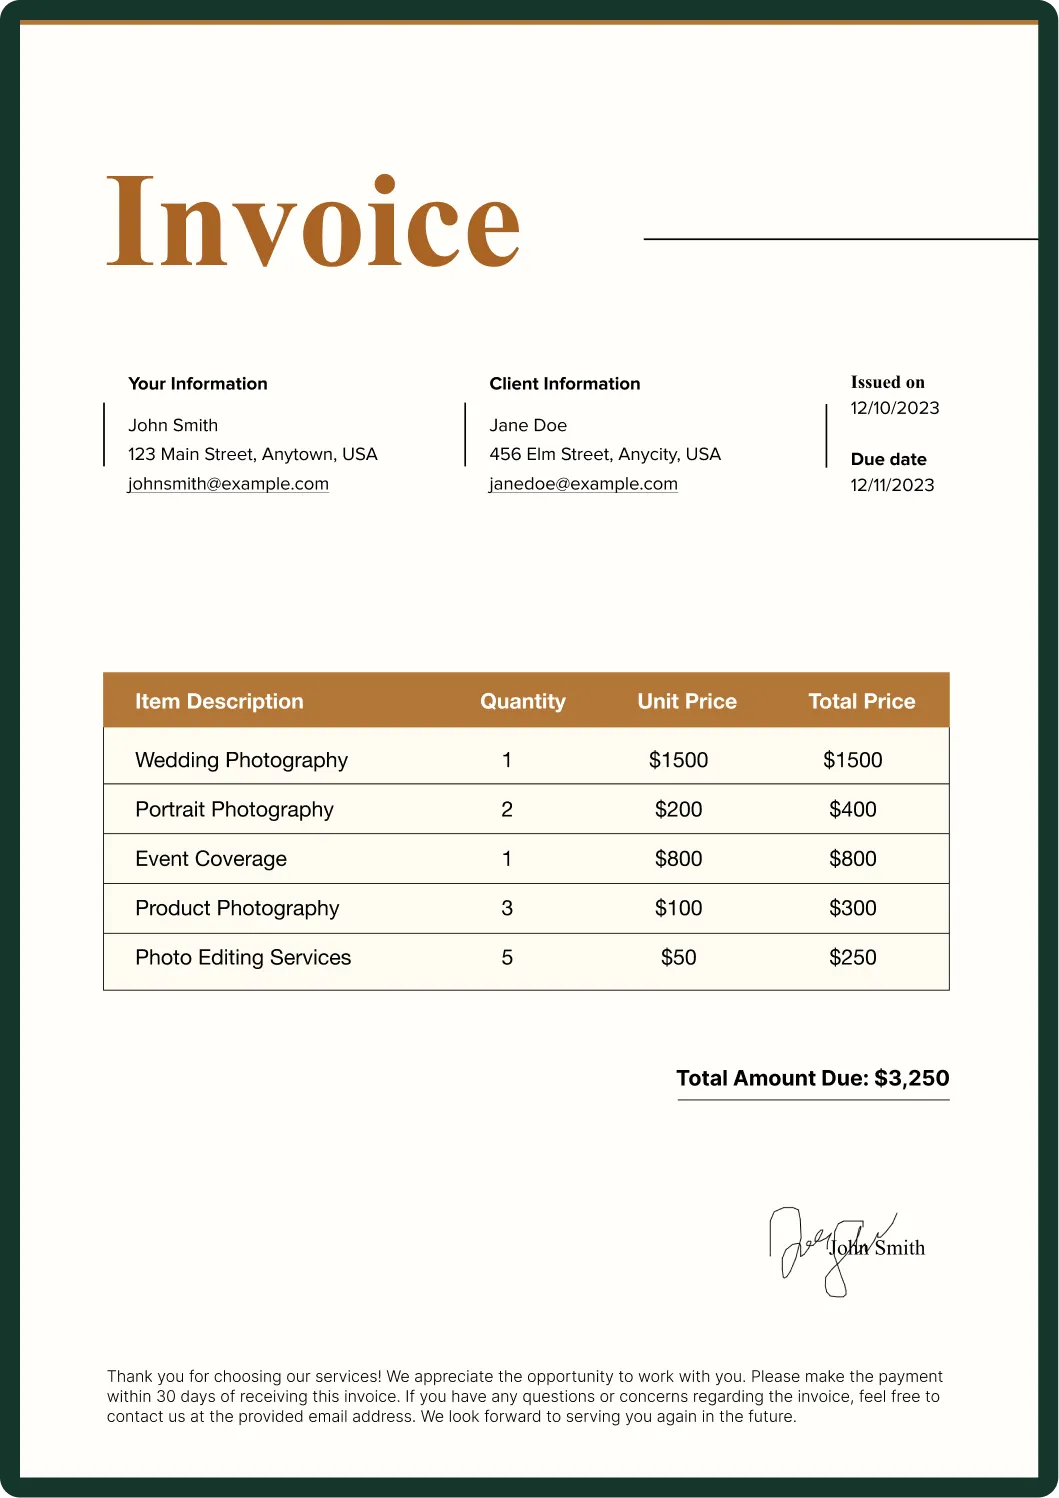 Invoice
Your Information
John Smith
123 Main Street, Anytown, USA
johnsmith@example.com
Client Information
Jane Doe
456 Elm Street, Anycity, USA
janedoe@example.com
Issued on
12/10/2023
Due date
12/11/2023
Item Description Quantity Unit Price Total Price
Wedding Photography 1 $1500 $1500
Portrait Photography 2 $200 $400
Event Coverage 1 $800 $800
Product Photography 3 $100 $300
Photo Editing Services 5 $50 $250
Total Amount Due: $3,250
John Smith
Thank you for choosing our services! We appreciate the opportunity to work with you. Please make the payment
within 30 days of receiving this invoice. If you have any questions or concerns regarding the invoice, feel free to
contact us at the provided email address. We look forward to serving you again in the future.